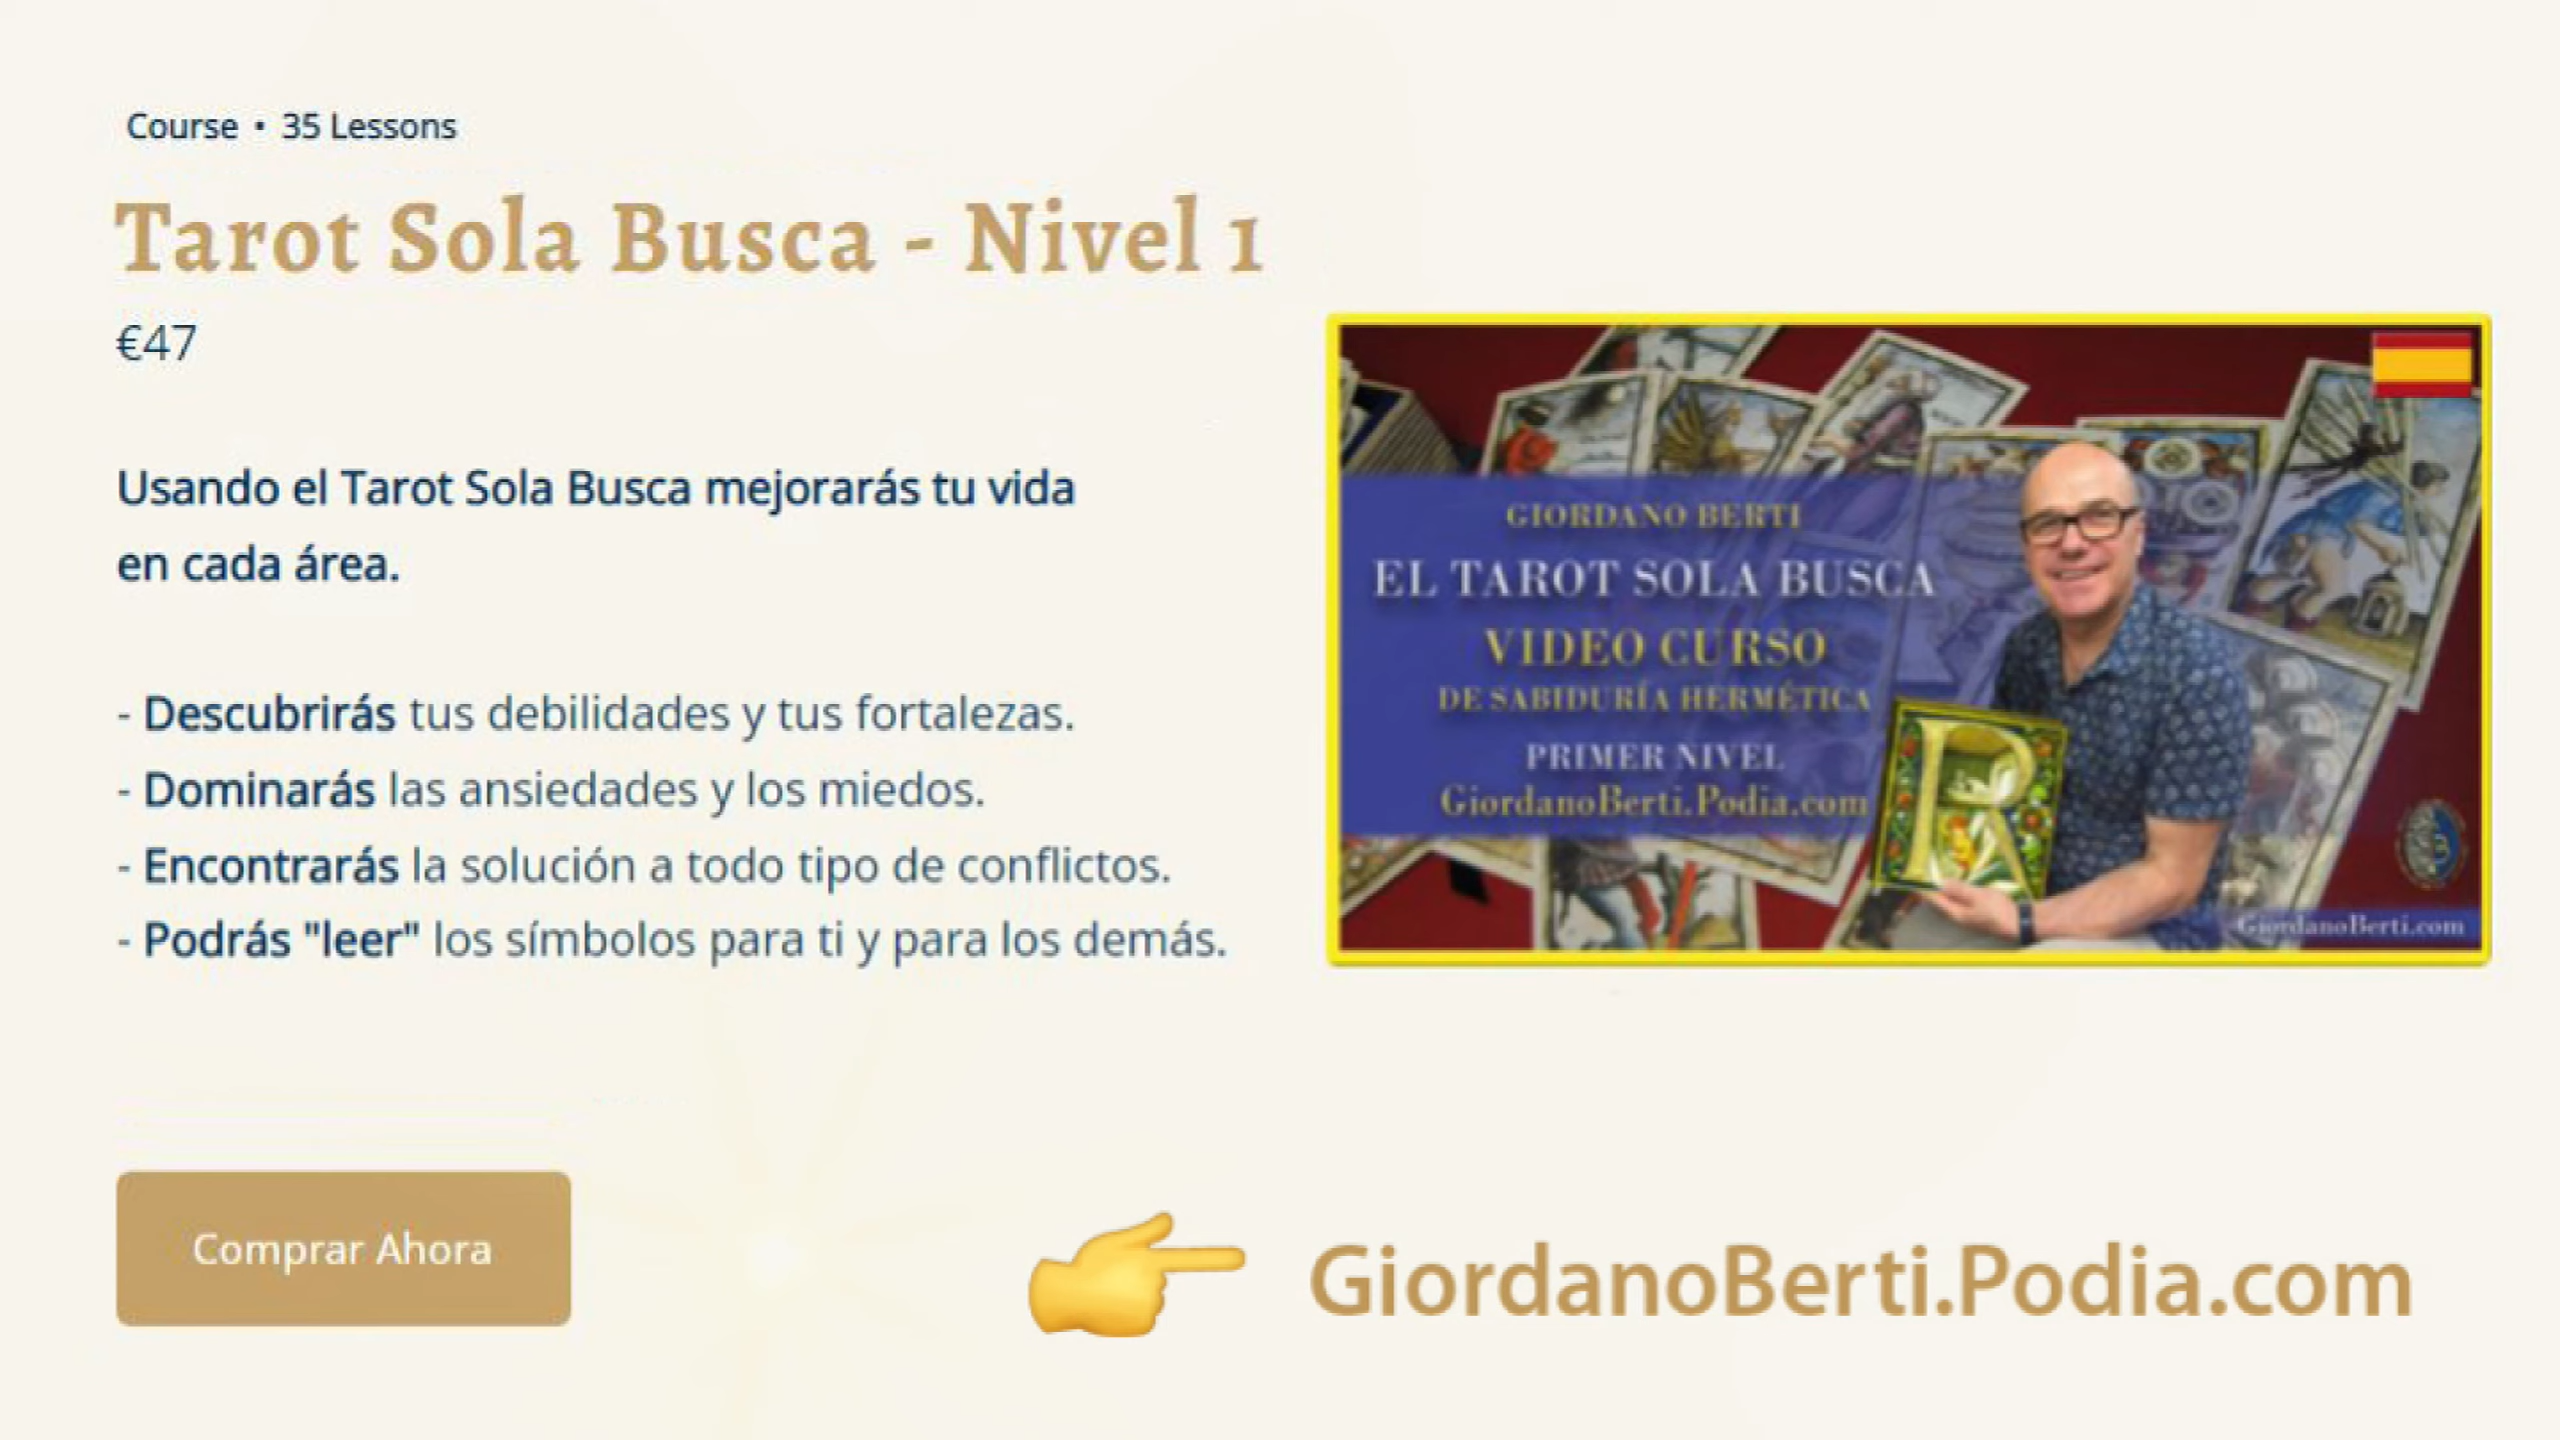 Course • 35 Lessons
Tarot Sola Busca - Nivel 1
€47
Usando el Tarot Sola Busca mejorarás tu vida
en cada área.
- Descubrirás tus debilidades y tus fortalezas.
- Dominarás las ansiedades y los miedos.
- Encontrarás la solución a todo tipo de conflictos.
- Podrás "leer" los símbolos para ti y para los demás.
GIORDANO BERTI
EL TAROT SOLA BUSCA
VIDEO CURSO
DE SABIDURÍA HERMÉTICA
PRIMER NIVEL
GiordanoBerti.Podia.com
R
GiordanoBerti.com
Comprar Ahora
GiordanoBerti.Podia.com